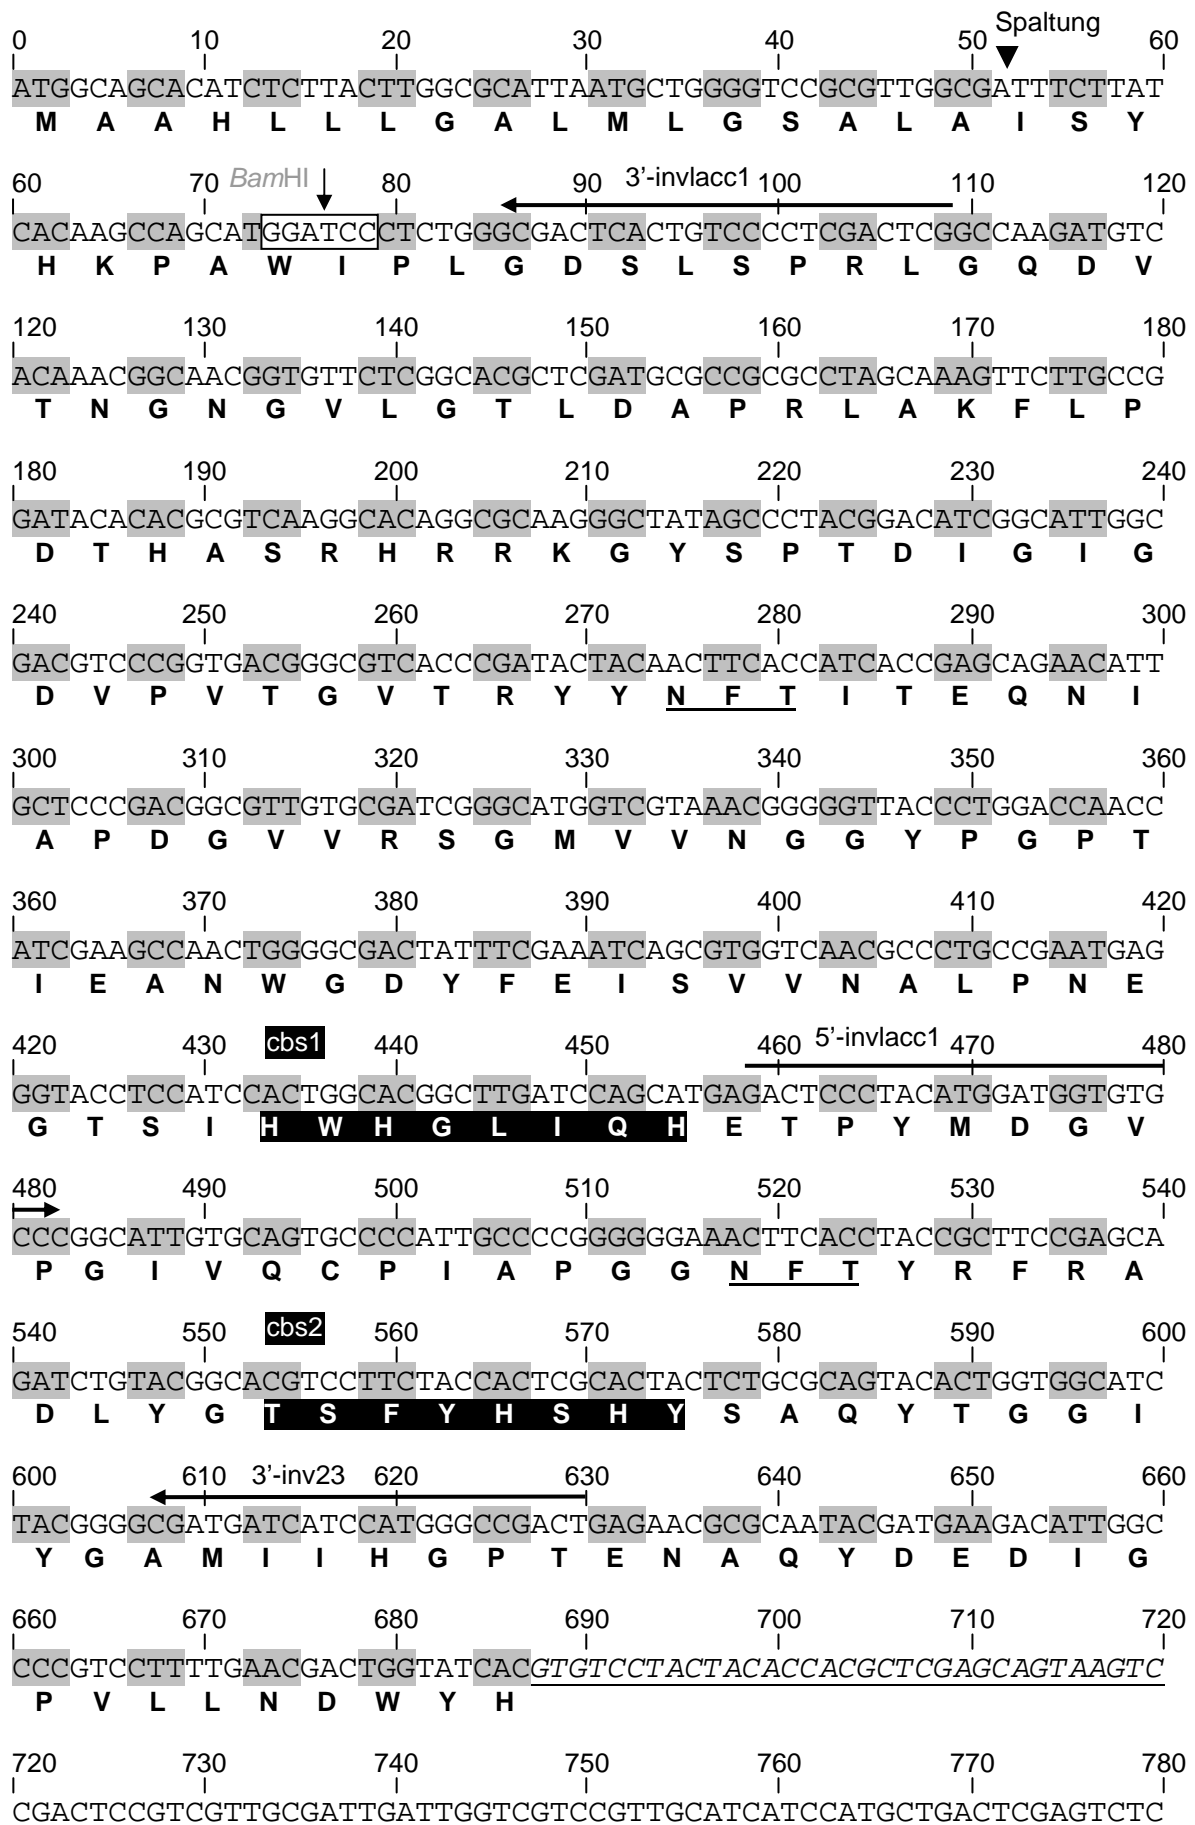 Spaltung
0 10 20 30 40 50 60
ATGGCAGCACATCTCTTACTTGGCGCATTAATGCTGGGGTCCGCGTTGGCGATTTCTTAT
M A A H L L L G A L M L G S A L A I S Y
BamHI 3’-invlacc1
60 70 80 90 100 110 120
CACAAGCCAGCATGGATCCCTCTGGGCGACTCACTGTCCCCTCGACTCGGCCAAGATGTC
H K P A W I P L G D S L S P R L G Q D V
120 130 140 150 160 170 180
ACAAACGGCAACGGTGTTCTCGGCACGCTCGATGCGCCGCGCCTAGCAAAGTTCTTGCCG
T N G N G V L G T L D A P R L A K F L P
180 190 200 210 220 230 240
GATACACACGCGTCAAGGCACAGGCGCAAGGGCTATAGCCCTACGGACATCGGCATTGGC
D T H A S R H R R K G Y S P T D I G I G
240 250 260 270 280 290 300
GACGTCCCGGTGACGGGCGTCACCCGATACTACAACTTCACCATCACCGAGCAGAACATT
D V P V T G V T R Y Y N F T I T E Q N I
300 310 320 330 340 350 360
GCTCCCGACGGCGTTGTGCGATCGGGCATGGTCGTAAACGGGGGTTACCCTGGACCAACC
A P D G V V R S G M V V N G G Y P G P T
360 370 380 390 400 410 420
ATCGAAGCCAACTGGGGCGACTATTTCGAAATCAGCGTGGTCAACGCCCTGCCGAATGAG
I E A N W G D Y F E I S V V N A L P N E
cbs1 5’-invlacc1
420 430 440 450 460 470 480
GGTACCTCCATCCACTGGCACGGCTTGATCCAGCATGAGACTCCCTACATGGATGGTGTG
G T S I H W H G L I Q H E T P Y M D G V
480 490 500 510 520 530 540
CCCGGCATTGTGCAGTGCCCCATTGCCCCGGGGGGAAACTTCACCTACCGCTTCCGAGCA
P G I V Q C P I A P G G N F T Y R F R A
cbs2
540 550 560 570 580 590 600
GATCTGTACGGCACGTCCTTCTACCACTCGCACTACTCTGCGCAGTACACTGGTGGCATC
D L Y G T S F Y H S H Y S A Q Y T G G I
3’-inv23
600 610 620 630 640 650 660
TACGGGGCGATGATCATCCATGGGCCGACTGAGAACGCGCAATACGATGAAGACATTGGC
Y G A M I I H G P T E N A Q Y D E D I G
660 670 680 690 700 710 720
CCCGTCCTTTTGAACGACTGGTATCACGTGTCCTACTACACCACGCTCGAGCAGTAAGTC
P V L L N D W Y H
720 730 740 750 760 770 780
CGACTCCGTCGTTGCGATTGATTGGTCGTCCGTTGCATCATCCATGCTGACTCGAGTCTC